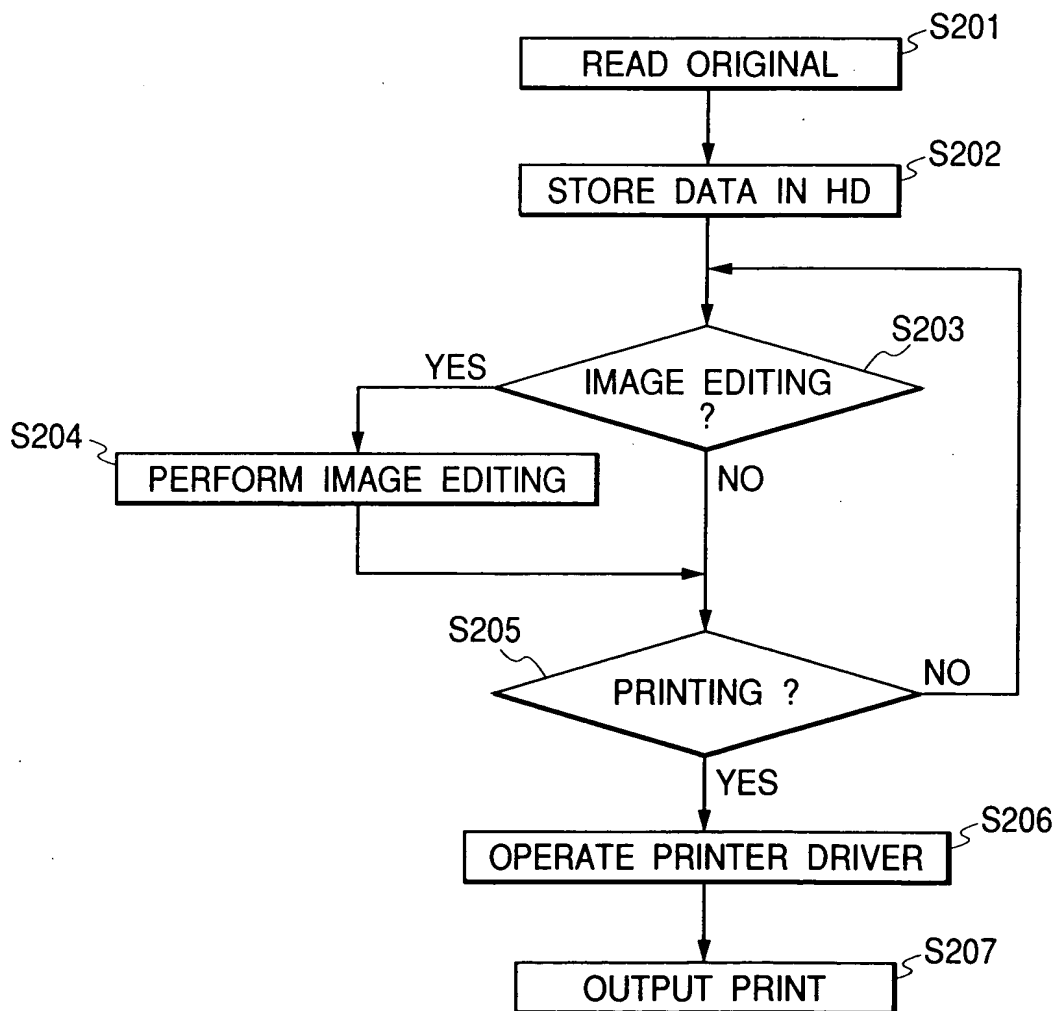 S201
READ ORIGINAL
S202
STORE DATA IN HD
S203
YES
IMAGE EDITING
?
S204
PERFORM IMAGE EDITING
NO
S205
PRINTING ?
NO
YES
S206
OPERATE PRINTER DRIVER
S207
OUTPUT PRINT